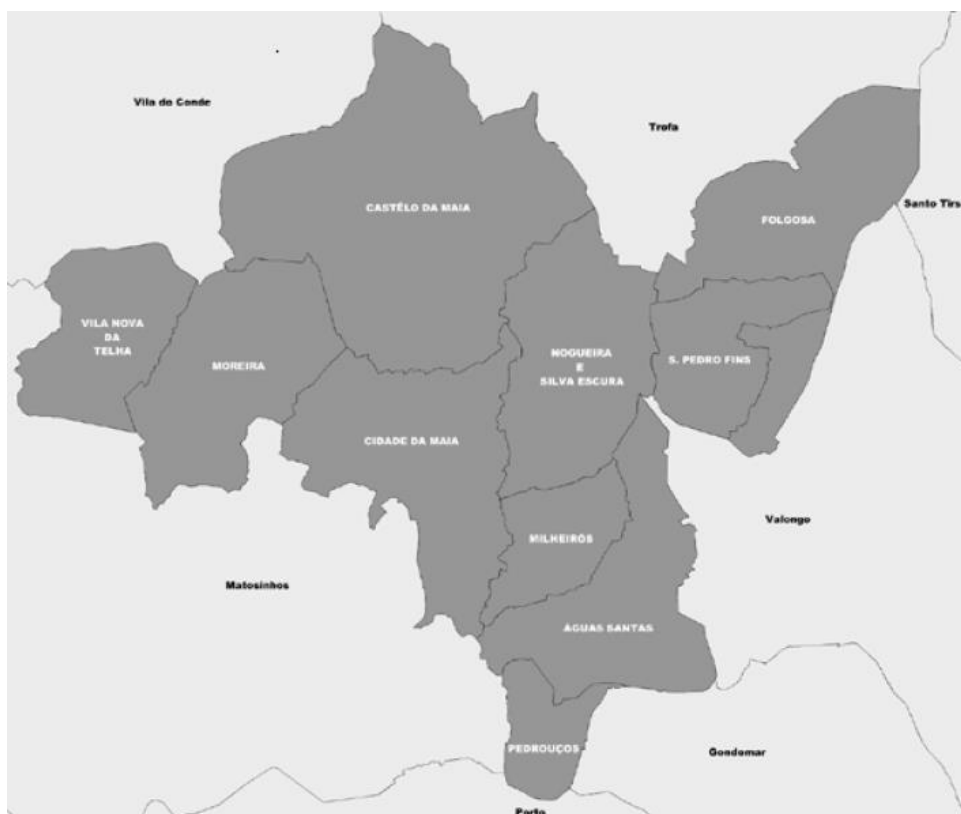 Vila do Conde
Trofa
CASTÊLO DA MAIA
Santo Tirs
FOLGOSA
VILA NOVA
DA
TELHA
MOREIRA
NOGUEIRA
E
SILVA ESCURA
S. PEDRO FINS
CIDADE DA MAIA
Valongo
MILHEIRÓS
Matosinhos
ÁGUAS SANTAS
PEDROUÇOS
Gondomar
Porto